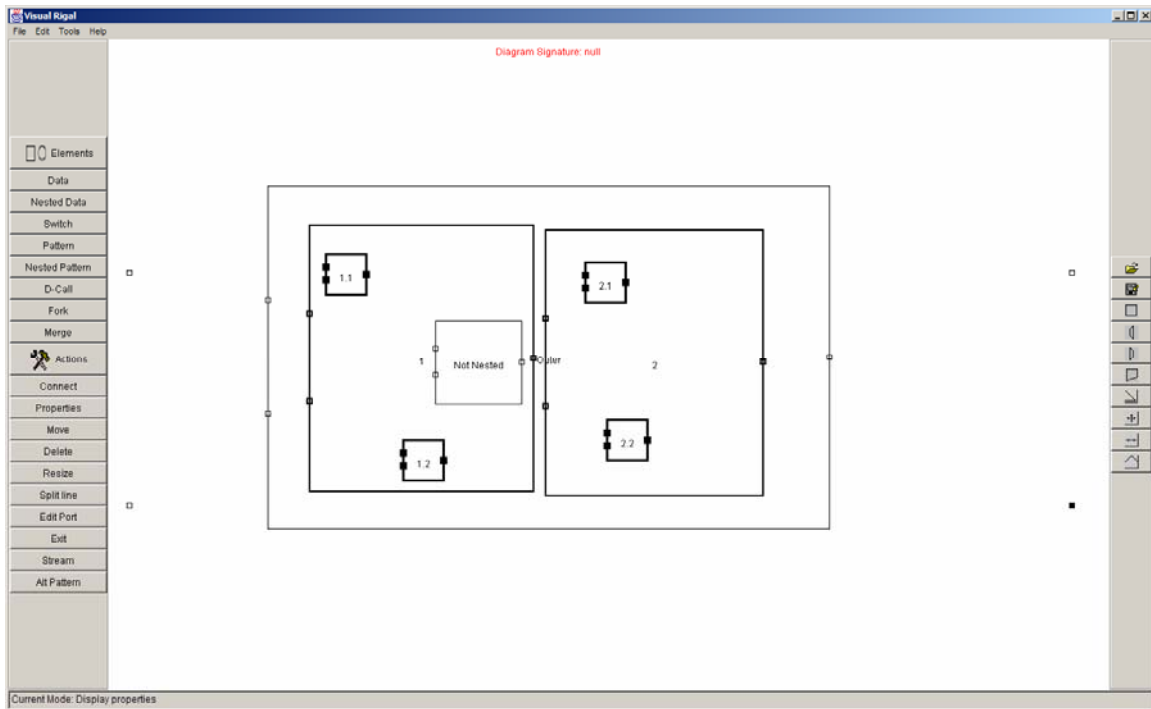 Visual Rigal
File Edit Tools Help
Diagram Signature: null
Elements
Data
Nested Data
Switch
Pattern
Nested Pattern
D-Call
Fork
Merge
Actions
Connect
Properties
Move
Delete
Resize
Split line
Edit Port
Exit
Stream
Alt Pattern
1.1
2.1
1
Not Nested
Outer
2
1.2
2.2
Current Mode: Display properties